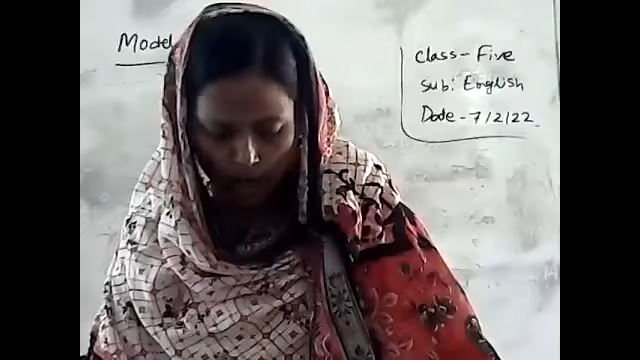 Model
Class- Five
Sub: English
Date - 7/2/22